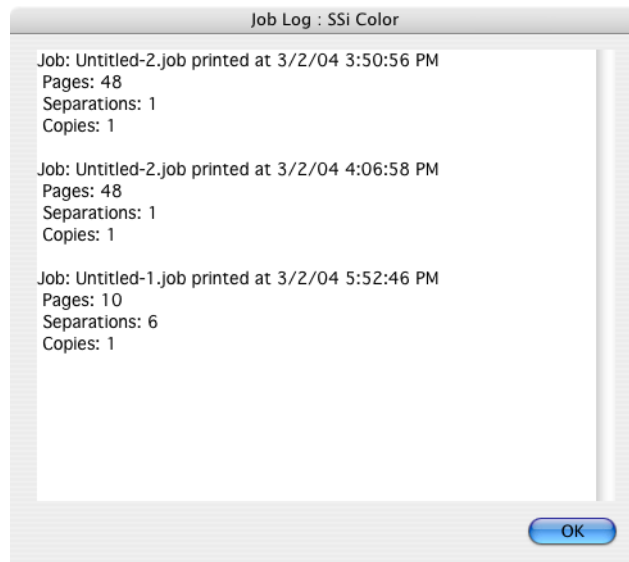 Job Log : SSi Color
Job: Untitled-2.job printed at 3/2/04 3:50:56 PM
Pages: 48
Separations: 1
Copies: 1
Job: Untitled-2.job printed at 3/2/04 4:06:58 PM
Pages: 48
Separations: 1
Copies: 1
Job: Untitled-1.job printed at 3/2/04 5:52:46 PM
Pages: 10
Separations: 6
Copies: 1
OK